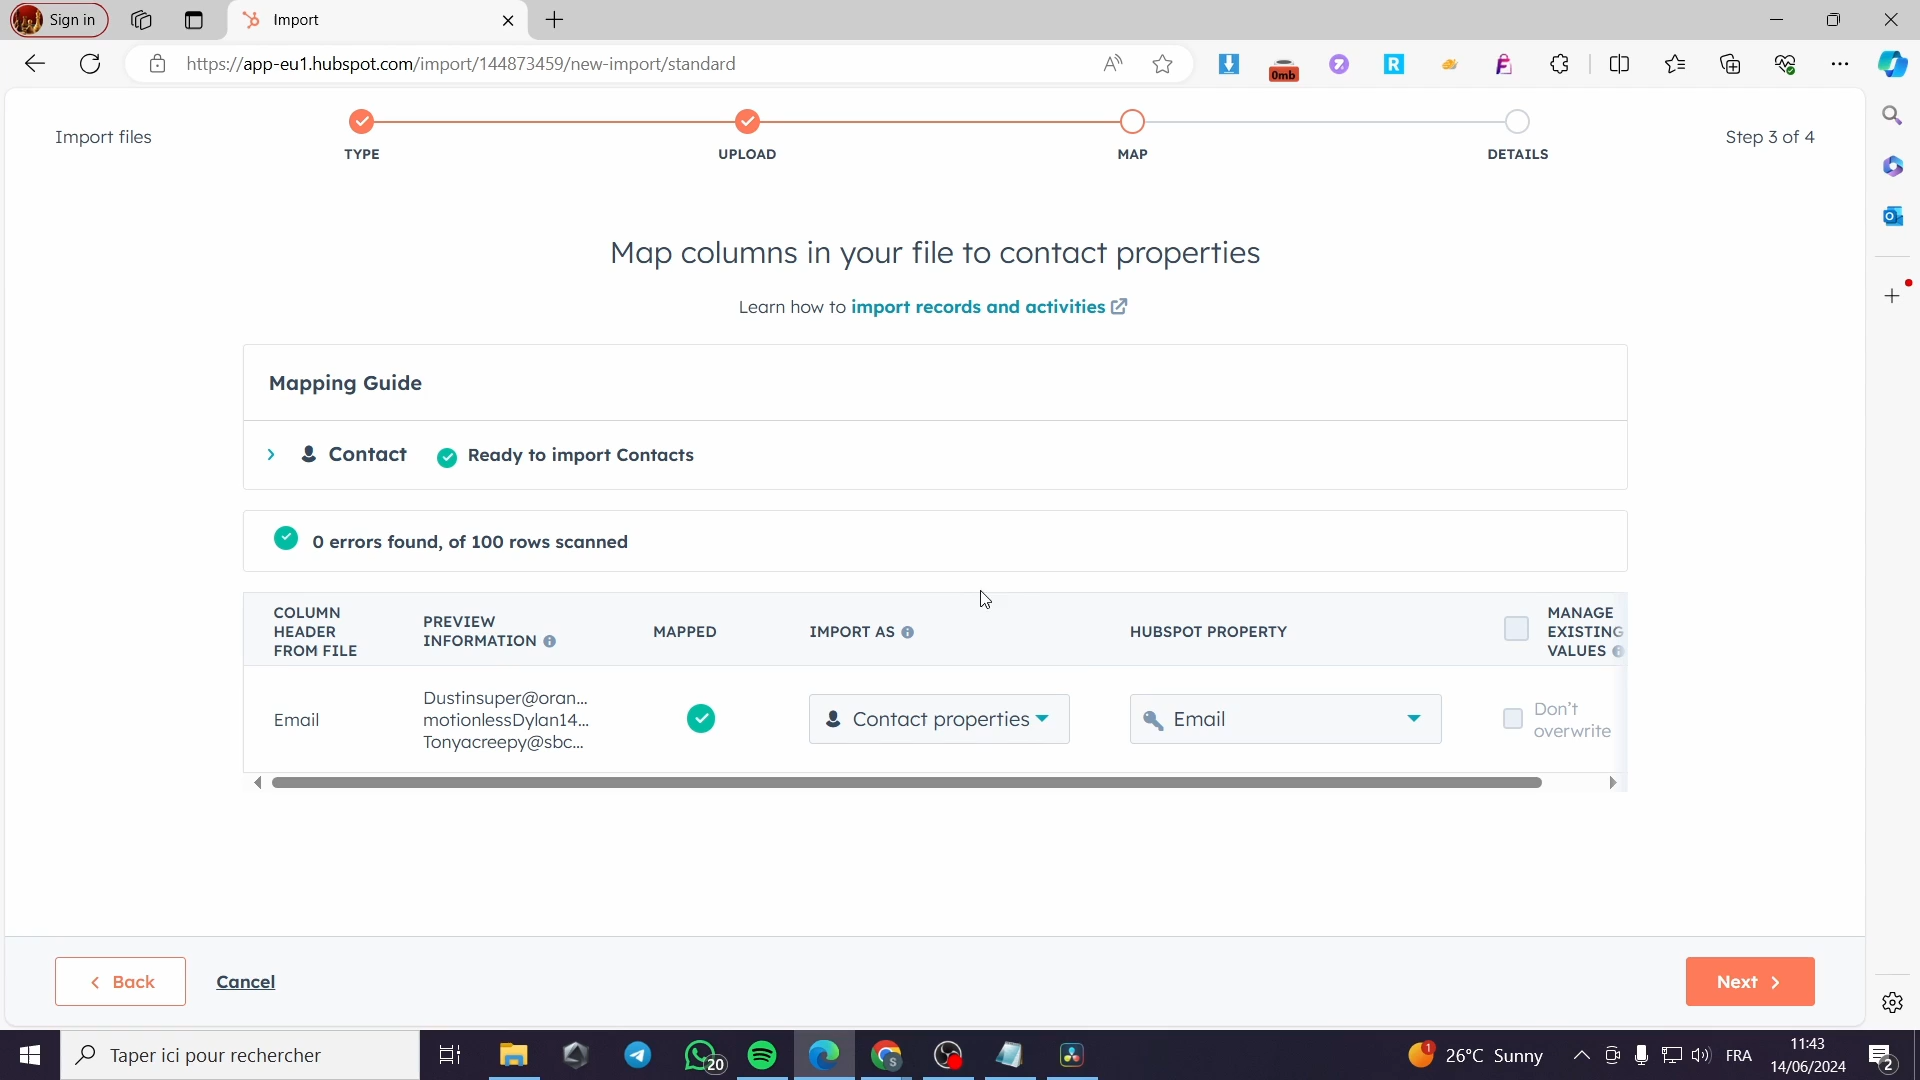 Sign in
Import
https://app-eu1.hubspot.com/import/144873459/new-import/standard
0mb
Import files
TYPE
UPLOAD
MAP
DETAILS
Step 3 of 4
Map columns in your file to contact properties
Learn how to import records and activities
Mapping Guide
Contact
Ready to import Contacts
0 errors found, of 100 rows scanned
COLUMN HEADER FROM FILE
PREVIEW INFORMATION
MAPPED
IMPORT AS
HUBSPOT PROPERTY
MANAGE EXISTING VALUES
Email
Dustinsuper@oran...
motionlessDylan14...
Tonyacreepy@sbc...
Contact properties
Email
Don't overwrite
Back
Cancel
Next
Taper ici pour rechercher
20
1
26°C Sunny
FRA
11:43
14/06/2024
2